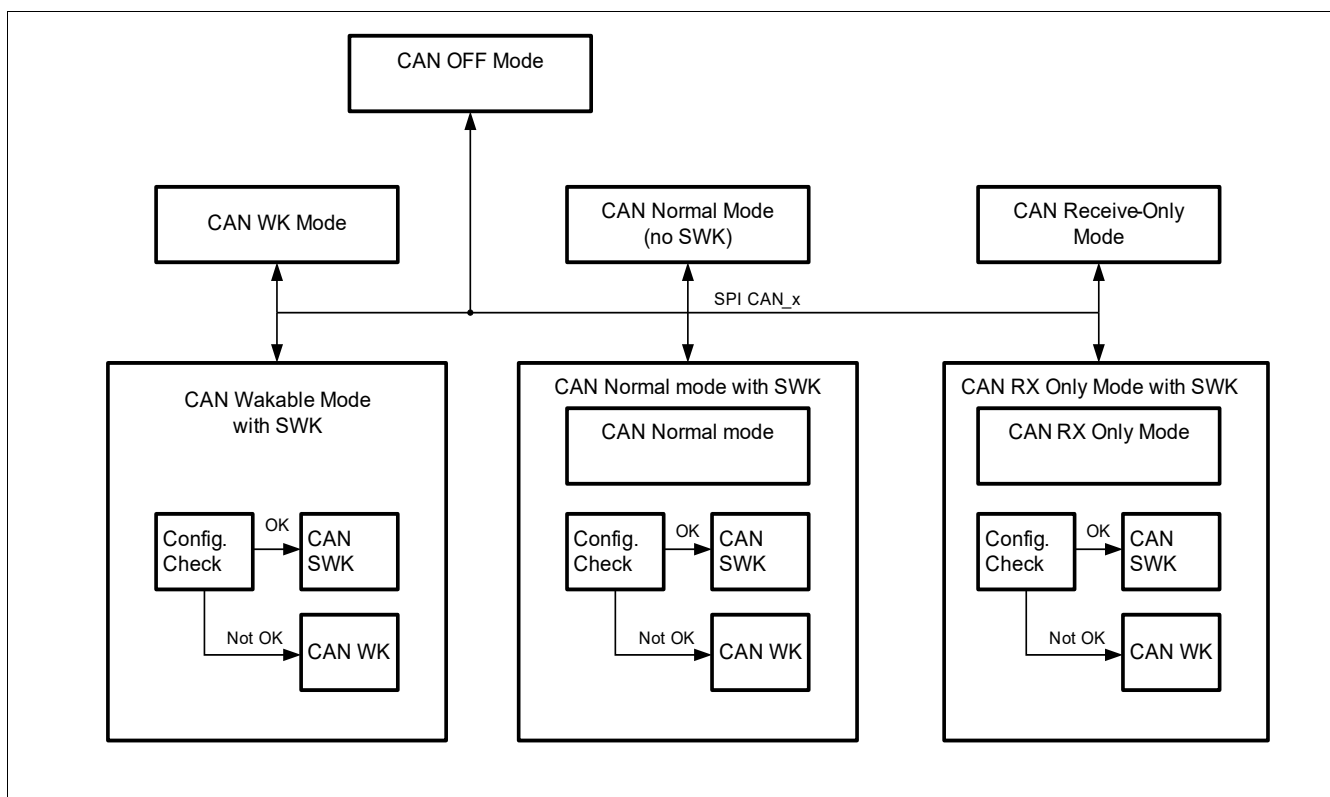 CAN OFF Mode
CAN WK Mode
CAN Normal Mode
(no SWK)
CAN Receive-Only
Mode
SPI CAN_x
CAN Wakable Mode
with SWK
Config.
Check
OK
CAN
SWK
Not OK
CAN WK
CAN Normal mode with SWK
CAN Normal mode
Config.
Check
OK
CAN
SWK
Not OK
CAN WK
CAN RX Only Mode with SWK
CAN RX Only Mode
Config.
Check
OK
CAN
SWK
Not OK
CAN WK